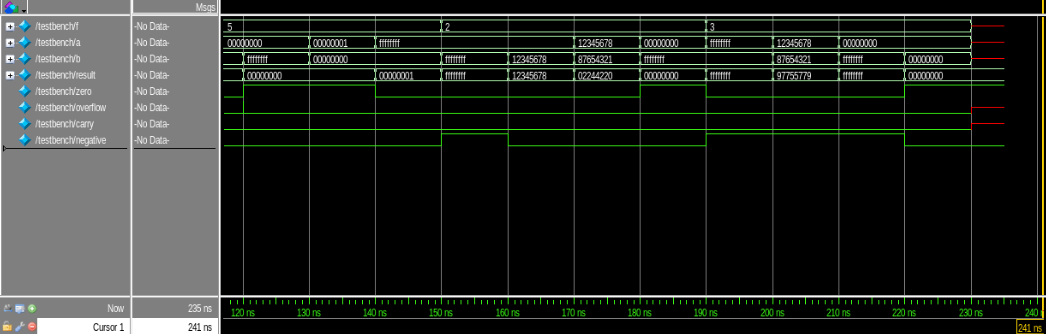 Msgs
/testbench/f -No Data- 5 2 3
/testbench/a -No Data- 00000000 00000001 ffffffff 12345678 00000000 ffffffff 12345678 00000000
/testbench/b -No Data- ffffffff 00000000 ffffffff 12345678 87654321 ffffffff 87654321 ffffffff 00000000
/testbench/result -No Data- 00000000 00000001 ffffffff 12345678 02244220 00000000 ffffffff 97755779 ffffffff 00000000
/testbench/zero -No Data-
/testbench/overflow -No Data-
/testbench/carry -No Data-
/testbench/negative -No Data-
Now 235 ns 120 ns 130 ns 140 ns 150 ns 160 ns 170 ns 180 ns 190 ns 200 ns 210 ns 220 ns 230 ns 240
Cursor 1 241 ns 241 ns